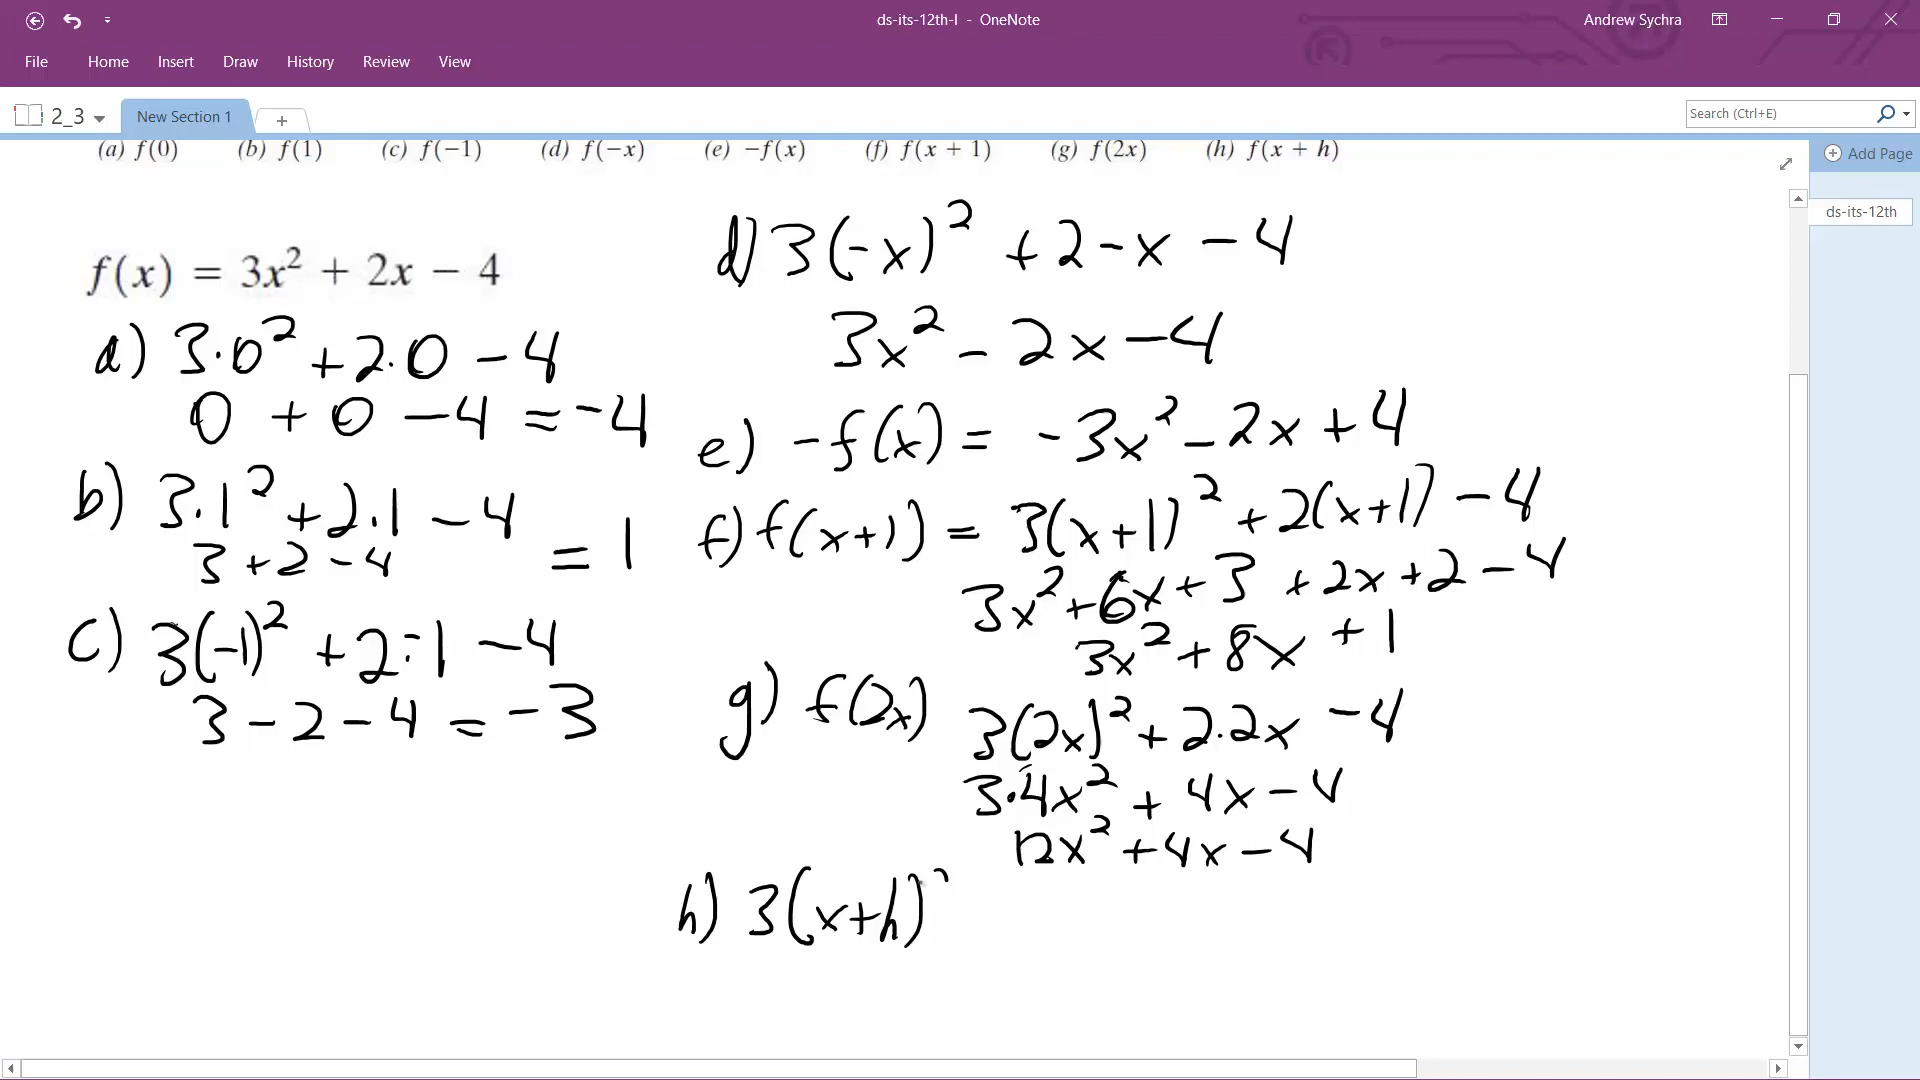 ds-its-12th-I - OneNote
Andrew Sychra
File Home Insert Draw History Review View
2_3
New Section 1
+
Search (Ctrl+E)
(a) f(0) (b) f(1) (c) f(−1) (d) f(−x) (e) −f(x) (f) f(x + 1) (g) f(2x) (h) f(x + h)
Add Page
ds-its-12th
f(x) = 3x² + 2x − 4
a) 3·0² + 2·0 − 4
0 + 0 − 4 = −4
b) 3·1² + 2·1 − 4
3 + 2 − 4 = 1
c) 3(−1)² + 2·−1 − 4
3 − 2 − 4 = −3
d) 3(−x)² + 2−x − 4
3x² − 2x − 4
e) −f(x) = −3x² − 2x + 4
f) f(x+1) = 3(x+1)² + 2(x+1) − 4
3x² + 6x + 3 + 2x + 2 − 4
3x² + 8x + 1
g) f(2x) 3(2x)² + 2·2x − 4
3·4x² + 4x − 4
12x² + 4x − 4
h) 3(x+h)